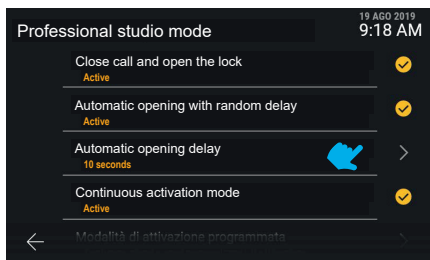 19 AGO 2019
Professional studio mode 9:18 AM
Close call and open the lock
Active
Automatic opening with random delay
Active
Automatic opening delay
10 seconds
Continuous activation mode
Active
Modalità di attivazione programmata